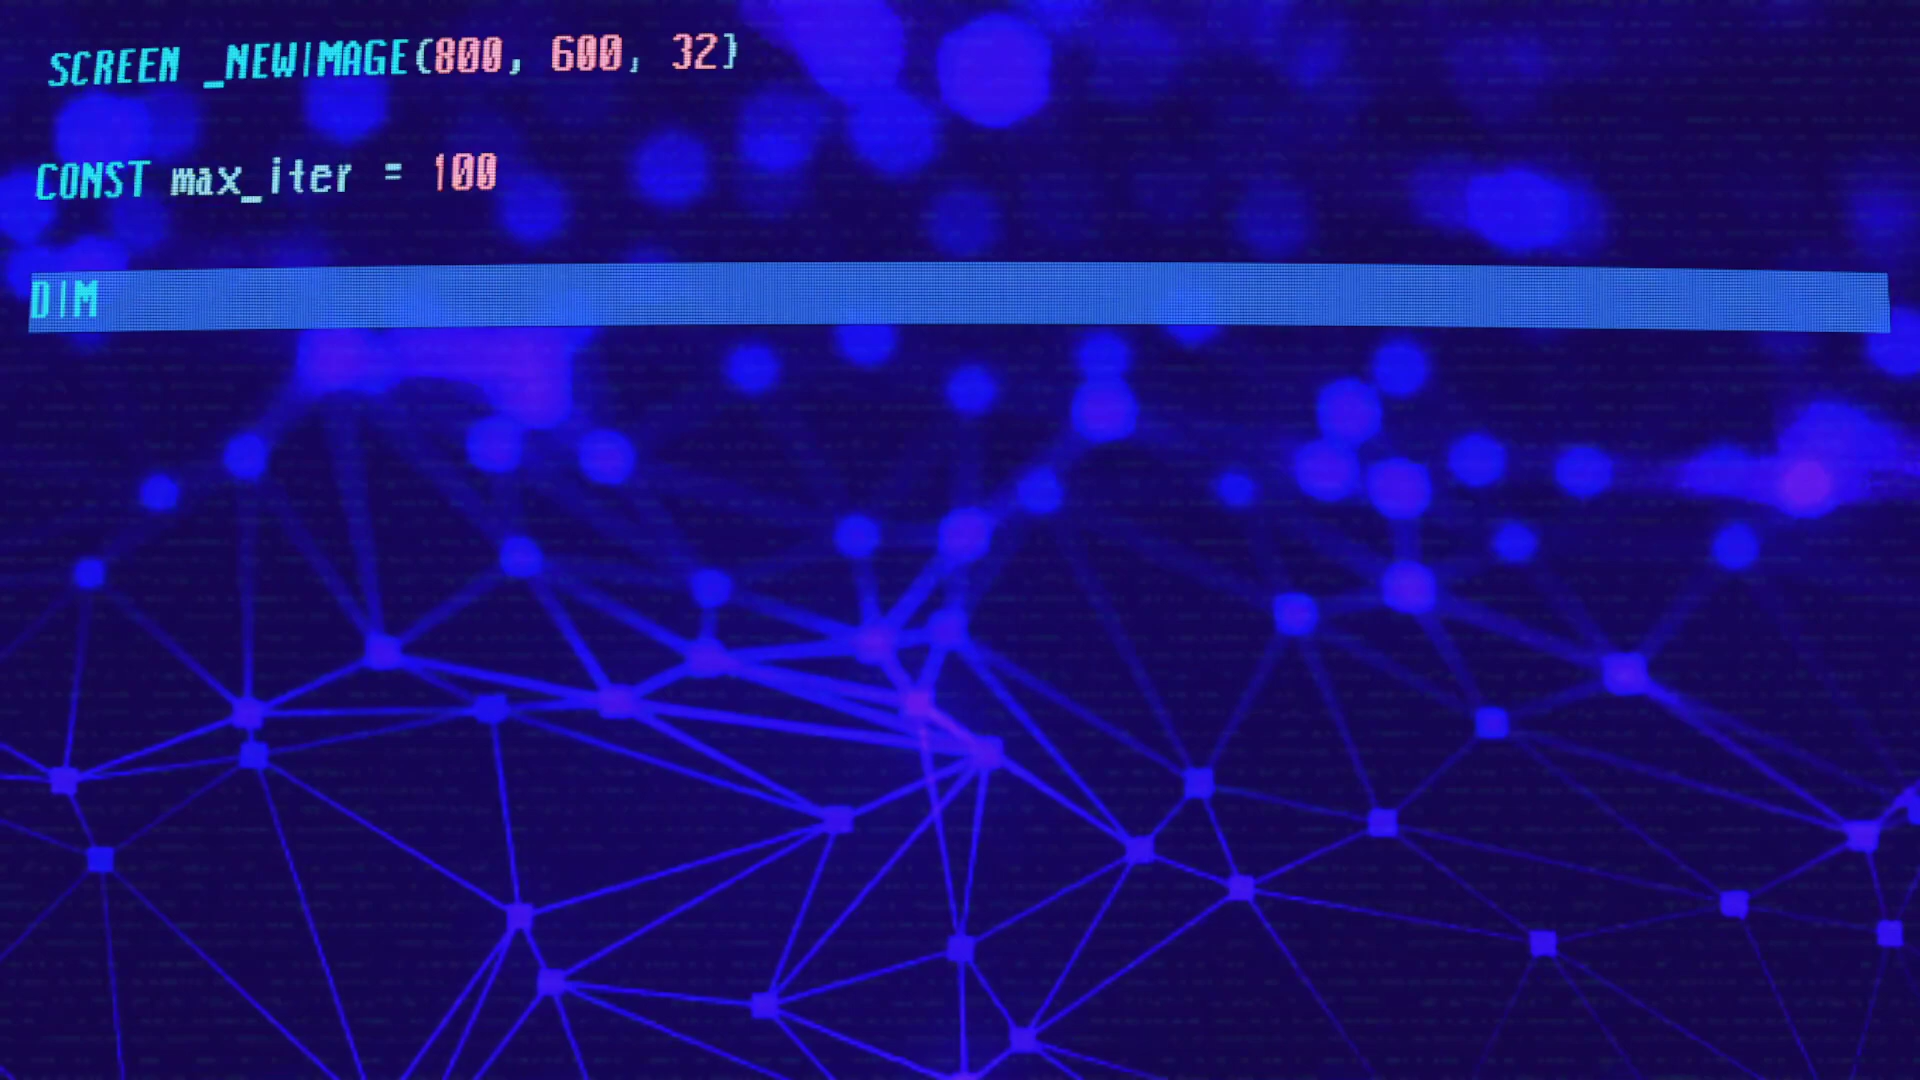 SCREEN _NEWIMAGE(800, 600, 32)
CONST max_iter = 100
DIM